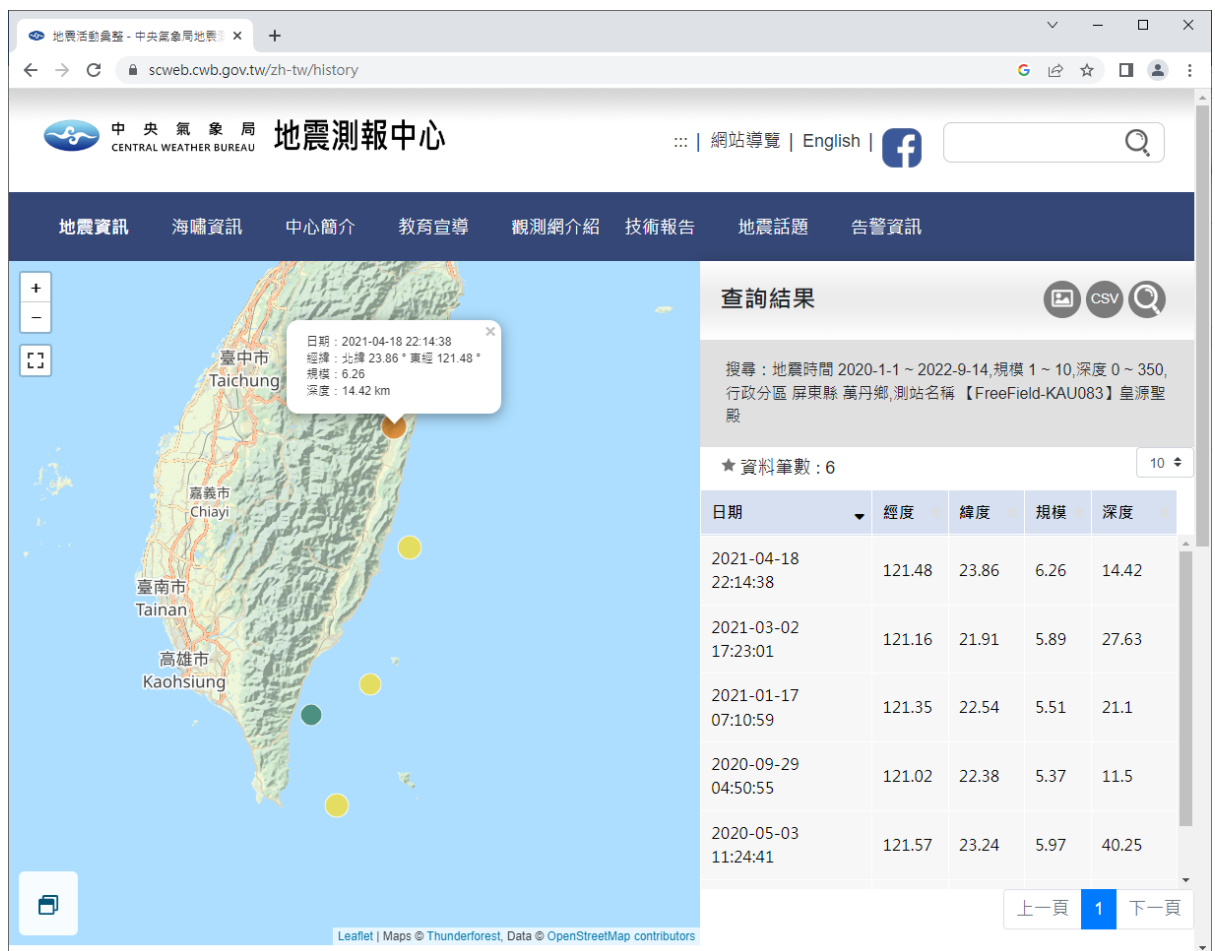 地震活動彙整 - 中央氣象局地震
scweb.cwb.gov.tw/zh-tw/history
中央氣象局
CENTRAL WEATHER BUREAU
地震測報中心
::: | 網站導覽 | English |
地震資訊 海嘯資訊 中心簡介 教育宣導 觀測網介紹 技術報告 地震話題 告警資訊
+
−
日期：2021-04-18 22:14:38
經緯：北緯 23.86 ° 東經 121.48 °
規模：6.26
深度：14.42 km
×
臺中市
Taichung
嘉義市
Chiayi
臺南市
Tainan
高雄市
Kaohsiung
Leaflet | Maps © Thunderforest, Data © OpenStreetMap contributors
查詢結果
CSV
搜尋：地震時間 2020-1-1 ~ 2022-9-14,規模 1 ~ 10,深度 0 ~ 350,
行政分區 屏東縣 萬丹鄉,測站名稱 【FreeField-KAU083】皇源聖
殿
★ 資料筆數 : 6
10
日期 經度 緯度 規模 深度
2021-04-18
22:14:38 121.48 23.86 6.26 14.42
2021-03-02
17:23:01 121.16 21.91 5.89 27.63
2021-01-17
07:10:59 121.35 22.54 5.51 21.1
2020-09-29
04:50:55 121.02 22.38 5.37 11.5
2020-05-03
11:24:41 121.57 23.24 5.97 40.25
上一頁 1 下一頁